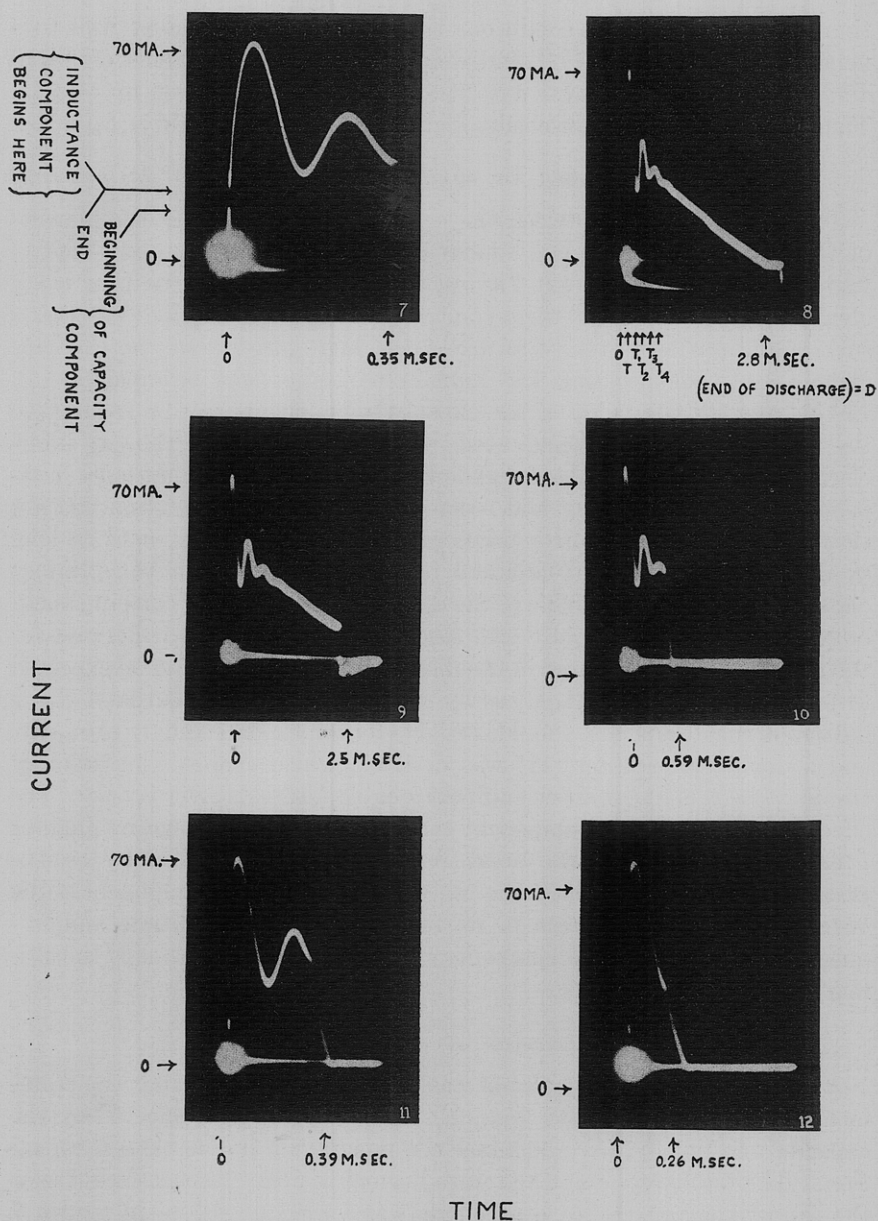 70 MA. →
0 →
{ INDUCTANCE
COMPONENT
BEGINS HERE }
BEGINNING
END
} OF CAPACITY
COMPONENT
7
↑
0
↑
0.35 M.SEC.
70 MA. →
0 →
8
↑↑↑↑↑↑
0 T₁ T₃
T T₂ T₄
↑
2.8 M.SEC.
(END OF DISCHARGE) = D
70 MA. →
0 -,
9
↑
0
↑
2.5 M.SEC.
70 MA. →
0 →
10
0
↑
0.59 M.SEC.
70 MA. →
0 →
11
0
↑
0.39 M.SEC.
70 MA. →
0 →
12
↑
0
↑
0.26 M.SEC.
CURRENT
TIME